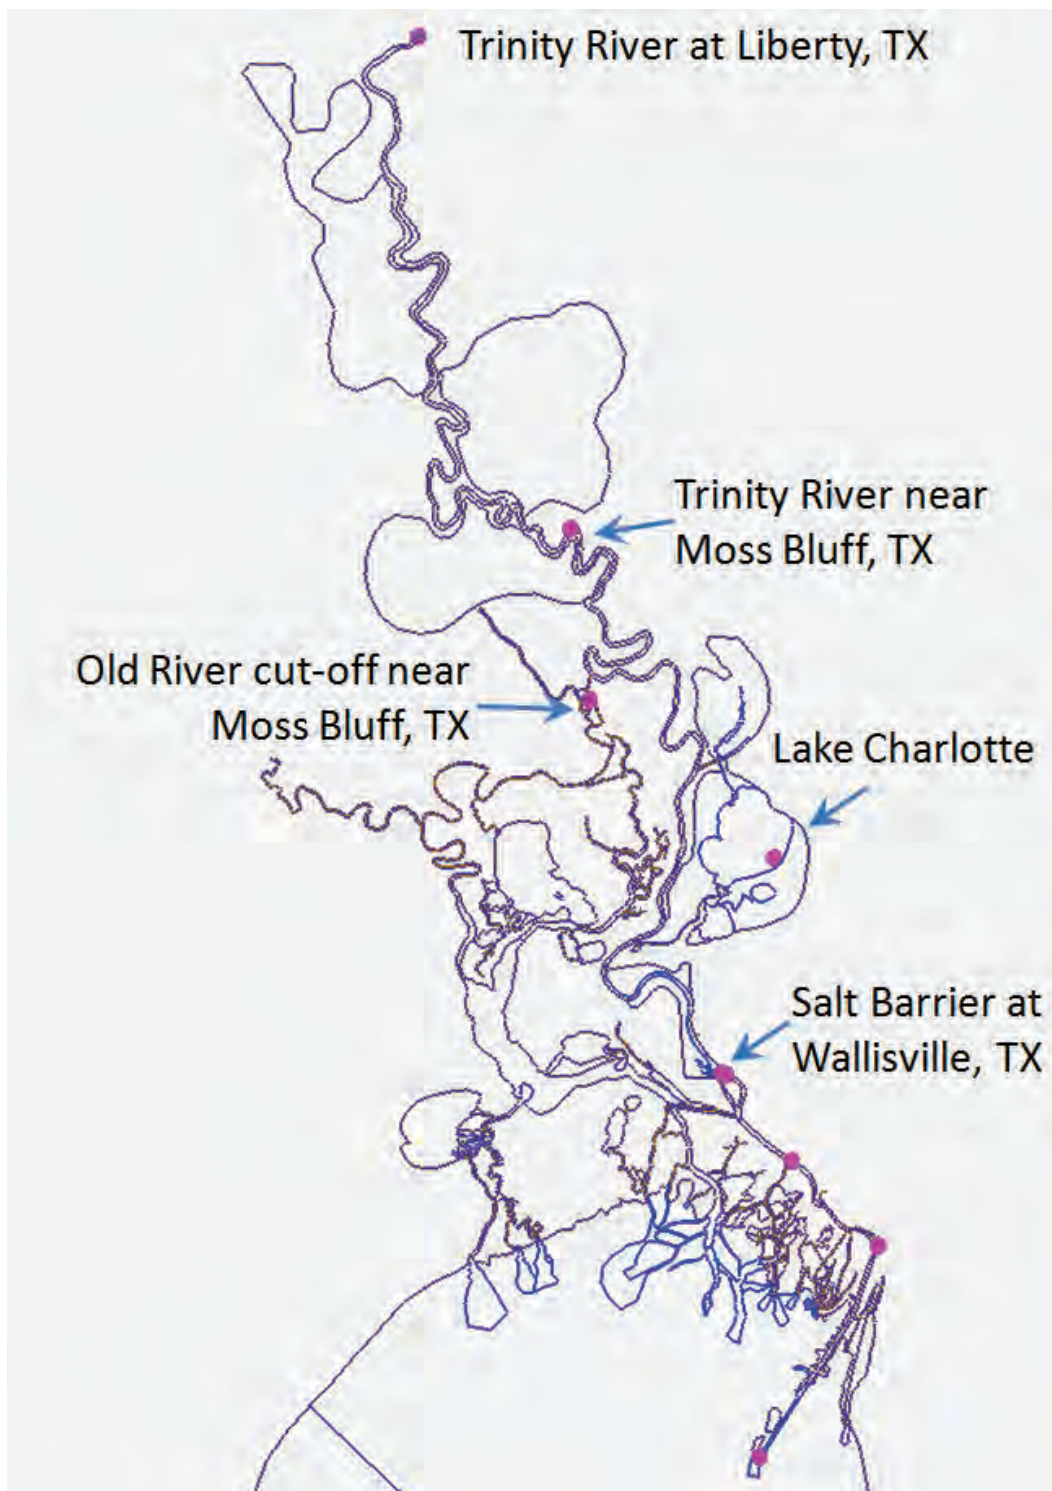 Trinity River at Liberty, TX
Trinity River near
Moss Bluff, TX
Old River cut-off near
Moss Bluff, TX
Lake Charlotte
Salt Barrier at
Wallisville, TX